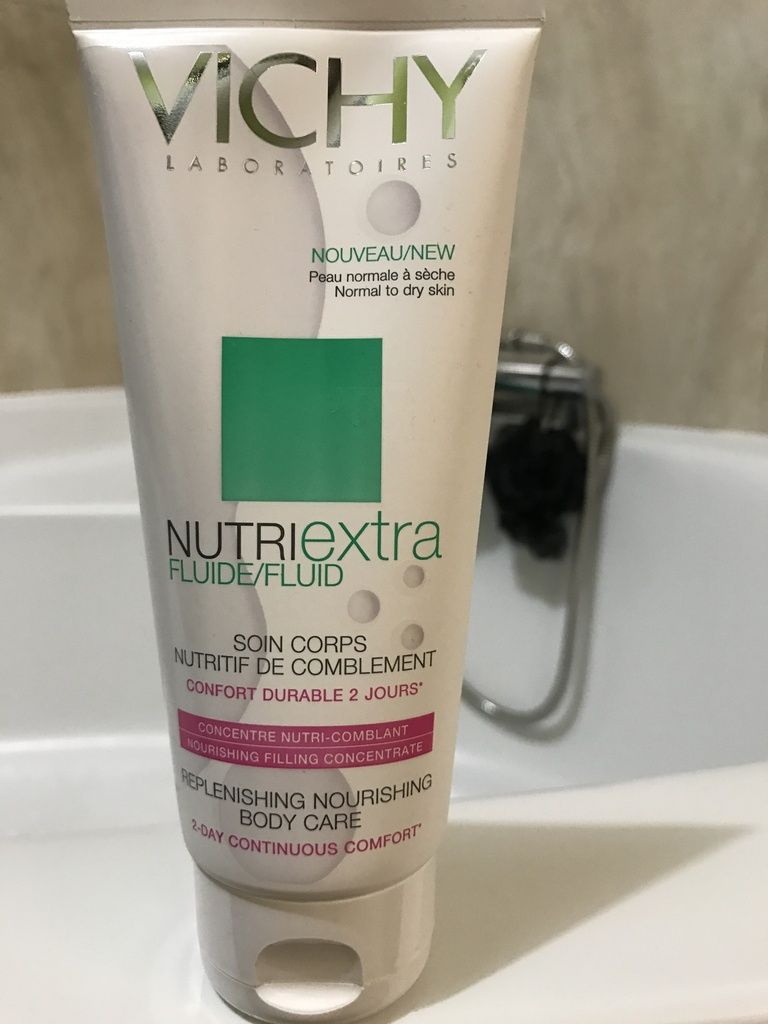 VICHY
LABORATOIRES
NOUVEAU/NEW
Peau normale à sèche
Normal to dry skin
NUTRIextra
FLUIDE/FLUID
SOIN CORPS
NUTRITIF DE COMBLEMENT
CONFORT DURABLE 2 JOURS*
CONCENTRE NUTRI-COMBLANT
NOURISHING FILLING CONCENTRATE
REPLENISHING NOURISHING
BODY CARE
2-DAY CONTINUOUS COMFORT*